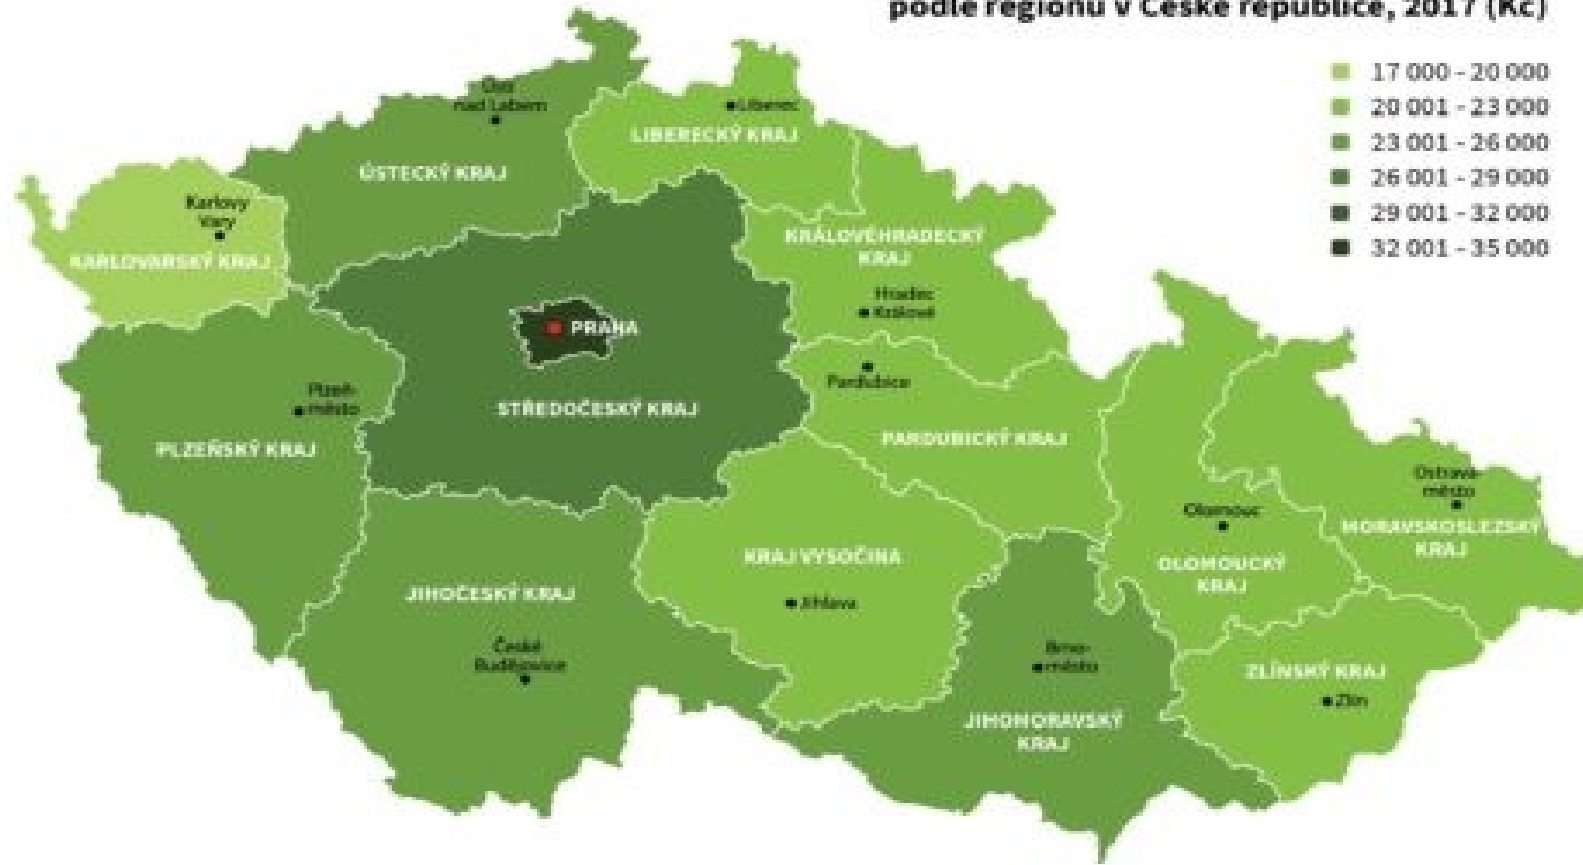 podle regionu v České republice, 2017 (Kč)
17 000 - 20 000
20 001 - 23 000
23 001 - 26 000
26 001 - 29 000
29 001 - 32 000
32 001 - 35 000
Ústí
nad Labem
ÚSTECKÝ KRAJ
Liberec
LIBERECKÝ KRAJ
Karlovy
Vary
KARLOVARSKÝ KRAJ
KRÁLOVÉHRADECKÝ
KRAJ
Hradec
Králové
PRAHA
STŘEDOČESKÝ KRAJ
Plzeň-
město
PLZEŇSKÝ KRAJ
Pardubice
PARDUBICKÝ KRAJ
Ostrava-
město
MORAVSKOSLEZSKÝ
KRAJ
Olomouc
OLOMOUCKÝ
KRAJ
KRAJ VYSOČINA
Jihlava
JIHOČESKÝ KRAJ
České
Budějovice
Brno-
město
JIHOMORAVSKÝ
KRAJ
ZLÍNSKÝ KRAJ
Zlín